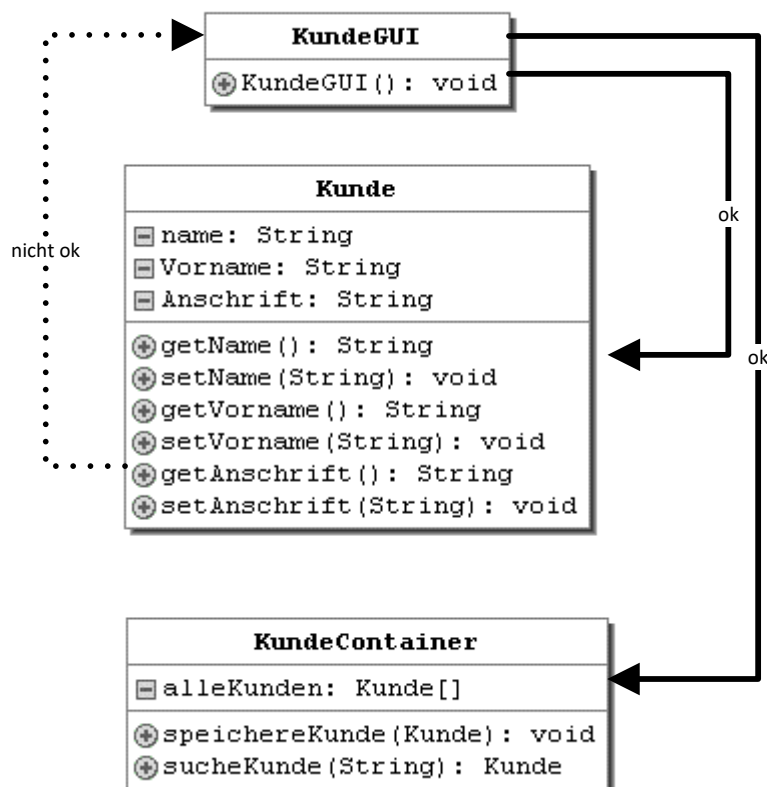 KundeGUI
KundeGUI(): void
Kunde
name: String
Vorname: String
Anschrift: String
getName(): String
setName(String): void
getVorname(): String
setVorname(String): void
getAnschrift(): String
setAnschrift(String): void
nicht ok
ok
ok
KundeContainer
alleKunden: Kunde[]
speichereKunde(Kunde): void
sucheKunde(String): Kunde